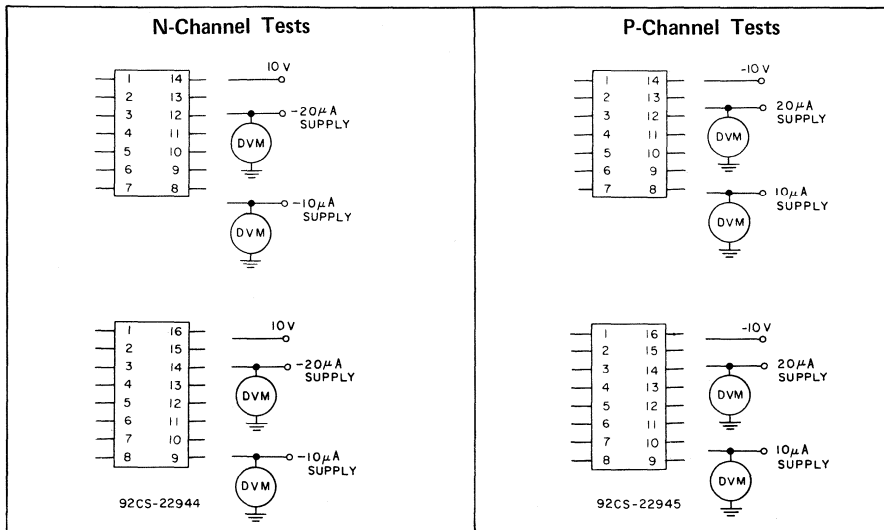 N-Channel Tests
1 14
2 13
3 12
4 11
5 10
6 9
7 8
10 V
-20µA
SUPPLY
DVM
-10µA
SUPPLY
DVM
1 16
2 15
3 14
4 13
5 12
6 11
7 10
8 9
10V
-20µA
SUPPLY
DVM
-10µA
SUPPLY
DVM
92CS-22944
P-Channel Tests
1 14
2 13
3 12
4 11
5 10
6 9
7 8
-10V
20µA
SUPPLY
DVM
10µA
SUPPLY
DVM
1 16
2 15
3 14
4 13
5 12
6 11
7 10
8 9
-10V
20µA
SUPPLY
DVM
10µA
SUPPLY
DVM
92CS-22945